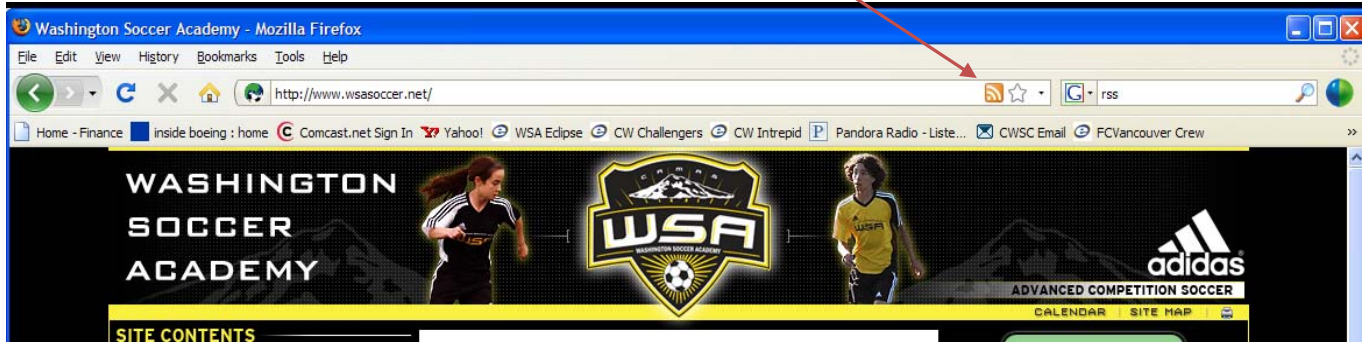 Washington Soccer Academy - Mozilla Firefox
File Edit View History Bookmarks Tools Help
http://www.wsasoccer.net/ G rss
Home - Finance inside boeing : home Comcast.net Sign In Yahoo! WSA Eclipse CW Challengers CW Intrepid P Pandora Radio - Liste... CWSC Email FCVancouver Crew »
WASHINGTON
SOCCER
ACADEMY
CAMAS
WSA
WASHINGTON SOCCER ACADEMY
WSA
adidas
ADVANCED COMPETITION SOCCER
CALENDAR SITE MAP
SITE CONTENTS